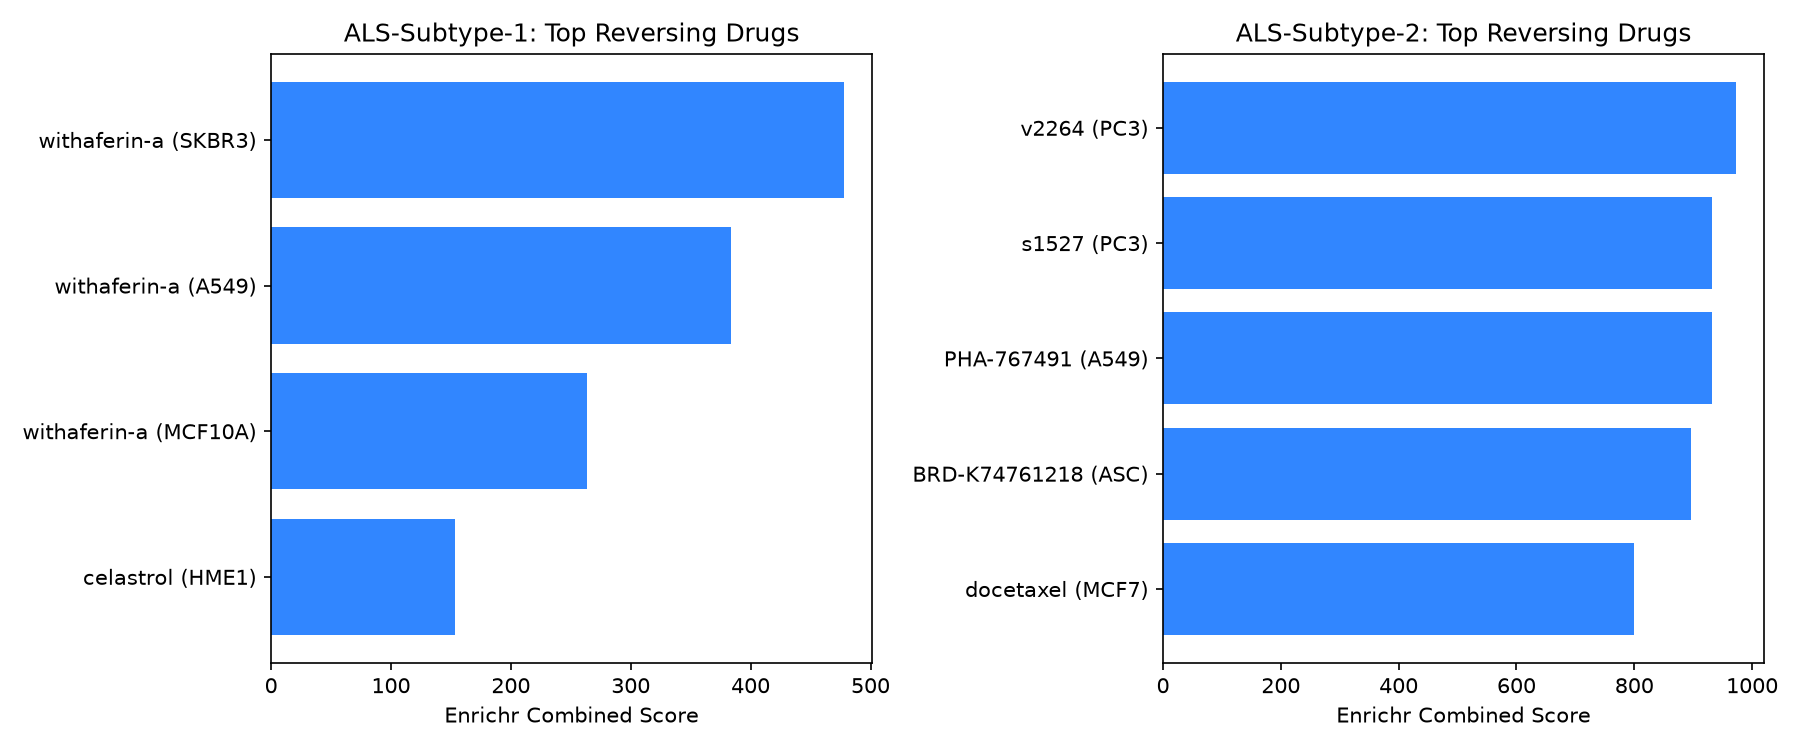 ALS-Subtype-1: Top Reversing Drugs
withaferin-a (SKBR3)
withaferin-a (A549)
withaferin-a (MCF10A)
celastrol (HME1)
0 100 200 300 400 500
Enrichr Combined Score
ALS-Subtype-2: Top Reversing Drugs
v2264 (PC3)
s1527 (PC3)
PHA-767491 (A549)
BRD-K74761218 (ASC)
docetaxel (MCF7)
0 200 400 600 800 1000
Enrichr Combined Score